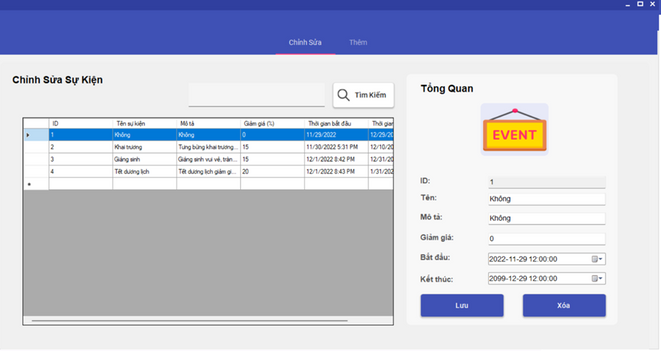 Chỉnh Sửa Thêm
Chỉnh Sửa Sự Kiện
Tìm Kiếm
ID Tên sự kiện Mô tả Giảm giá (%) Thời gian bắt đầu Thời gian
1 Không Không 0 11/29/2022 12/29/20
2 Khai trương Tưng bừng khai trương... 15 11/30/2022 5:31 PM 12/10/20
3 Giáng sinh Giáng sinh vui vẻ, trăn... 15 12/1/2022 8:42 PM 12/31/20
4 Tết dương lịch Tết dương lịch giảm gi... 20 12/1/2022 8:43 PM 1/31/202
Tổng Quan
EVENT
ID: 1
Tên: Không
Mô tả: Không
Giảm giá: 0
Bắt đầu: 2022-11-29 12:00:00
Kết thúc: 2099-12-29 12:00:00
Lưu Xóa